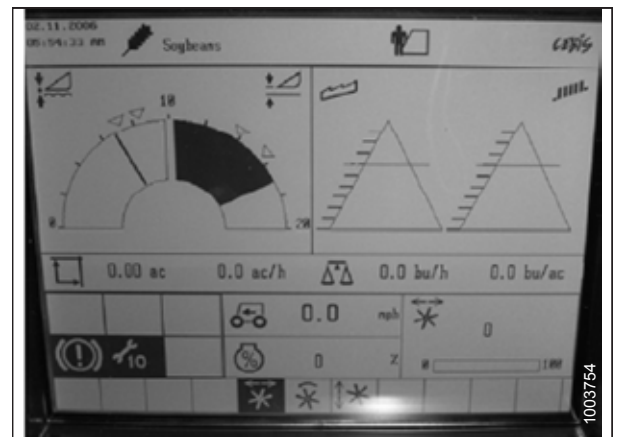 02.11.2006
05:54:33 AM
Soybeans
CEBIS
10
0
20
0.00 ac
0.0 ac/h
0.0 bu/h
0.0 bu/ac
0.0 mph
0
10
0 %
0
100
1003754